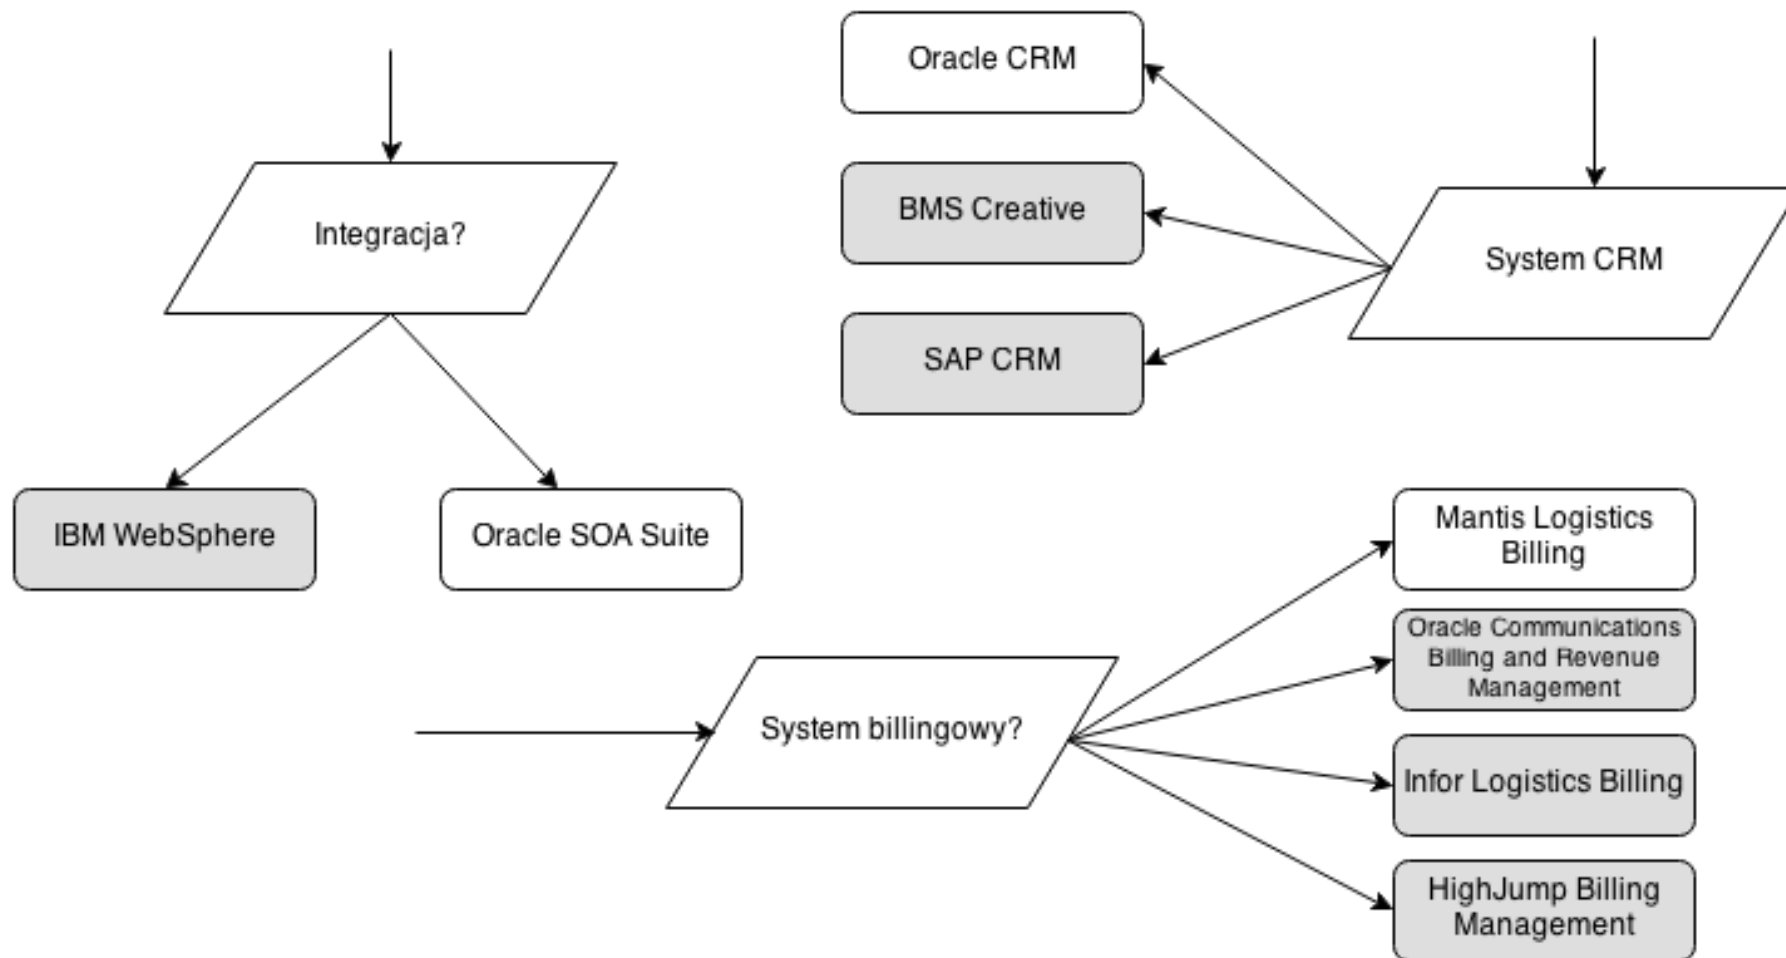 Oracle CRM
BMS Creative
SAP CRM
System CRM
Integracja?
IBM WebSphere
Oracle SOA Suite
System billingowy?
Mantis Logistics
Billing
Oracle Communications
Billing and Revenue
Management
Infor Logistics Billing
HighJump Billing
Management